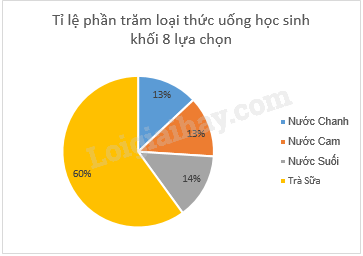 Tỉ lệ phần trăm loại thức uống học sinh
khối 8 lựa chọn
13%
13%
14%
60%
Nước Chanh
Nước Cam
Nước Suối
Trà Sữa
Loigiaihay.com